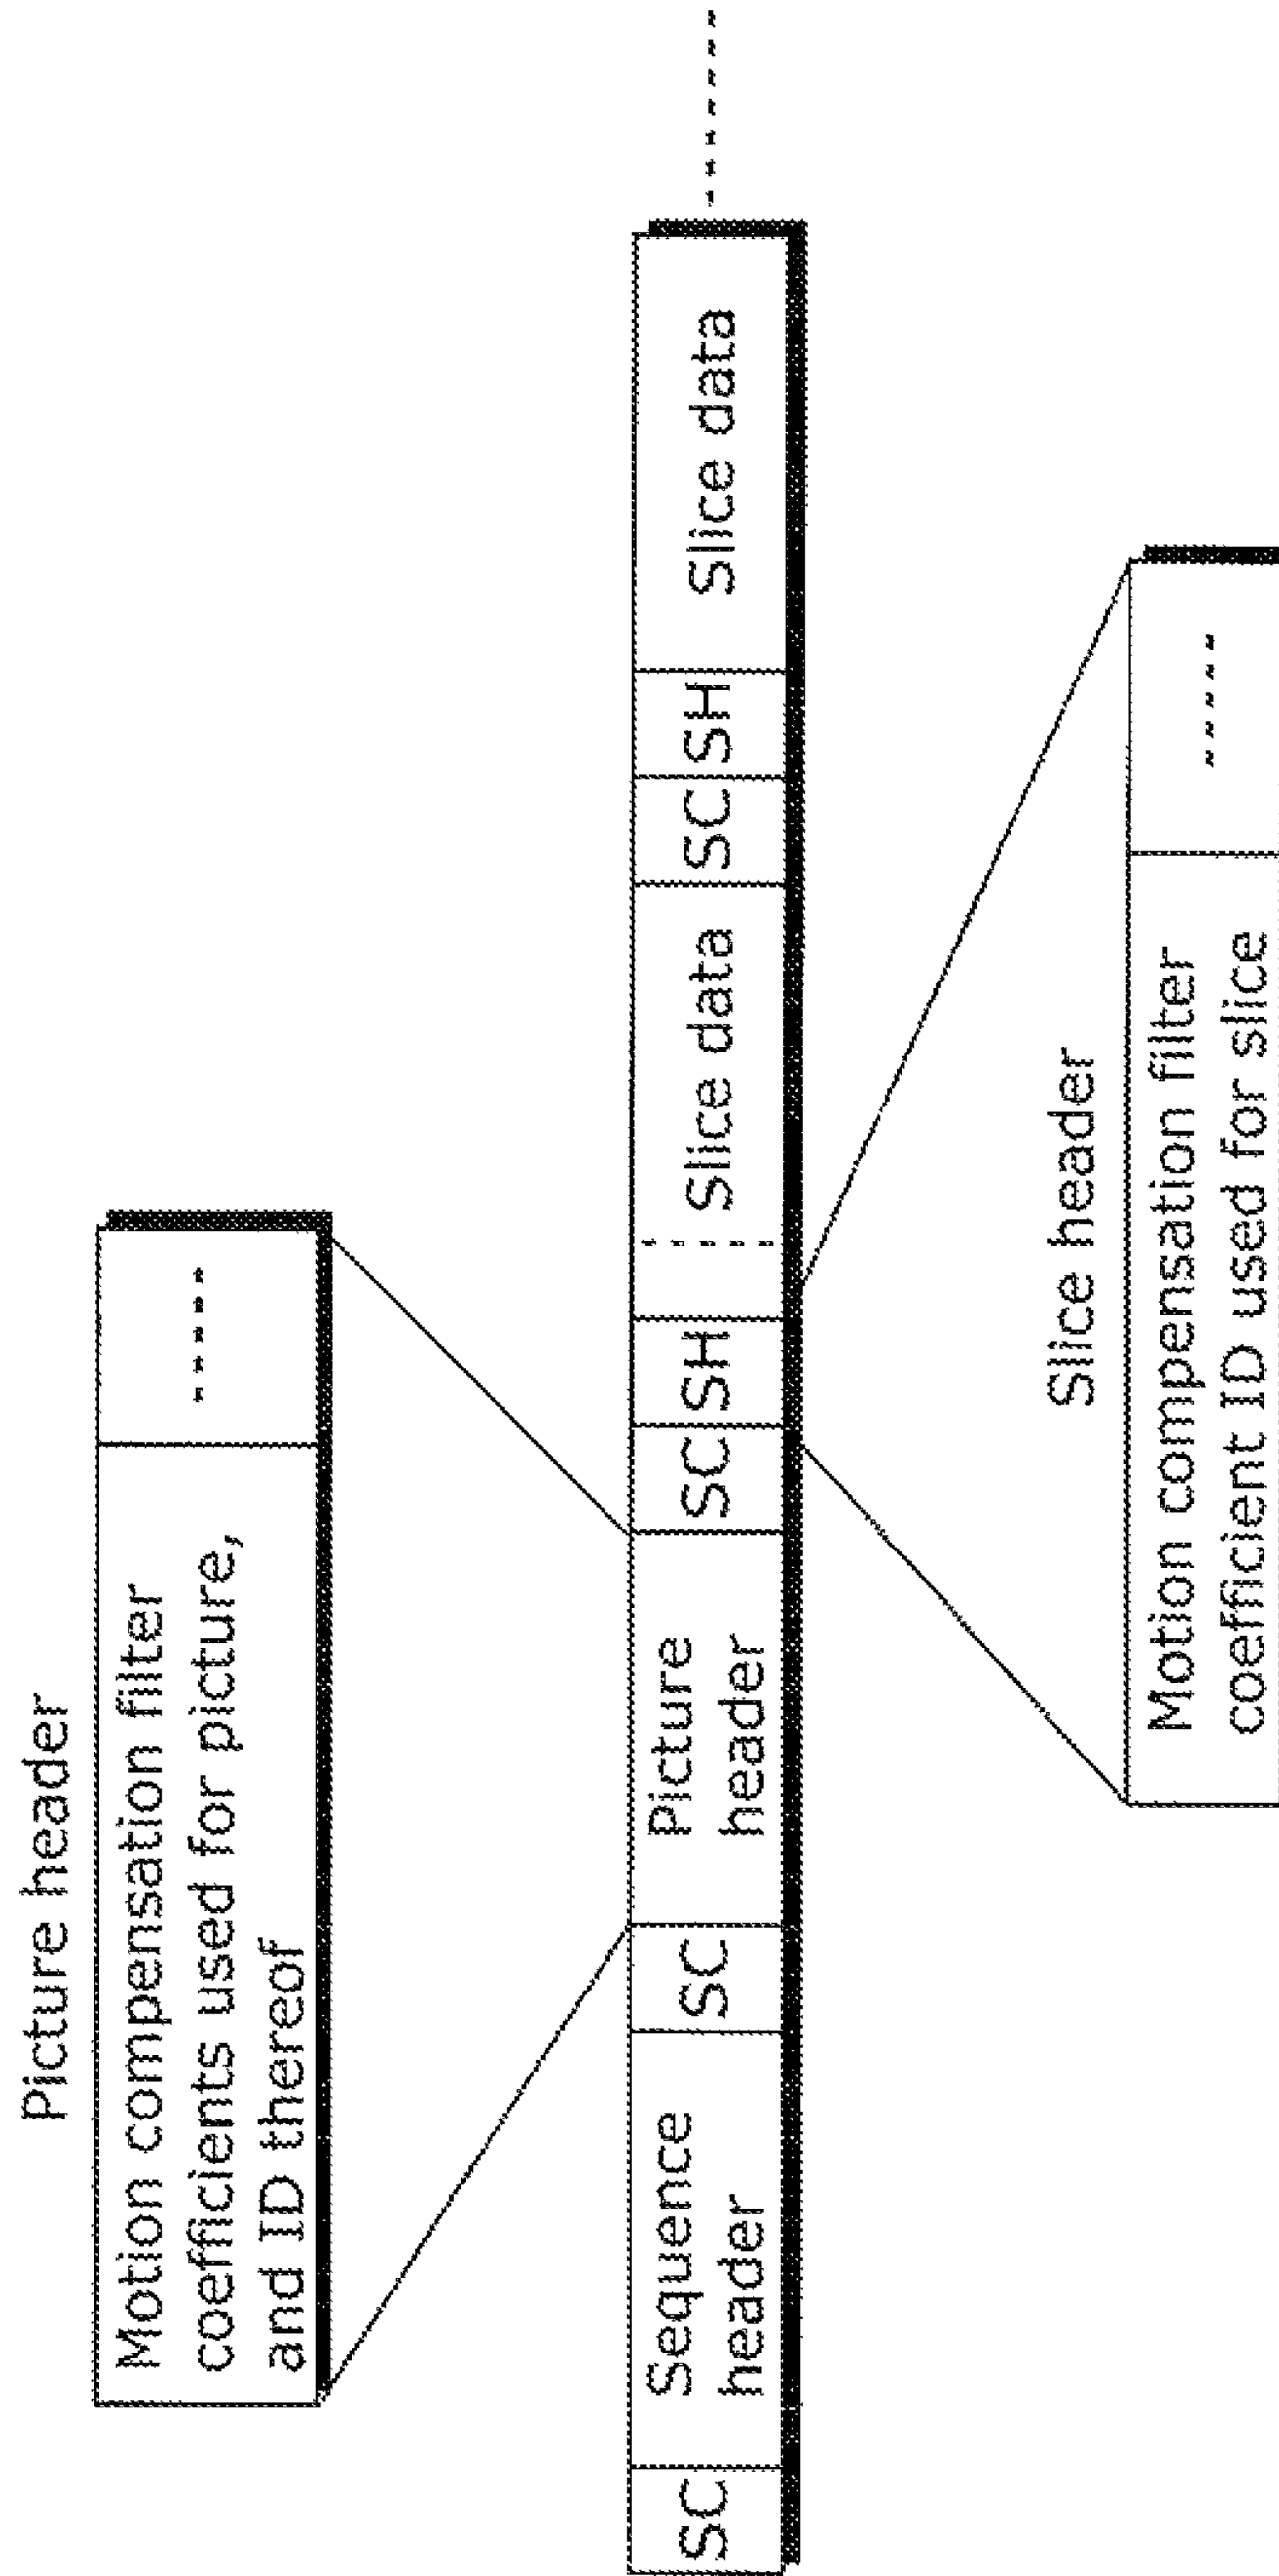 Picture header
Motion compensation filter
coefficients used for picture,
and ID thereof
-----
SC
Sequence
header
SC
Picture
header
SC
SH
Slice data
SC
SH
Slice data
-------
Slice header
Motion compensation filter
coefficient ID used for slice
-----